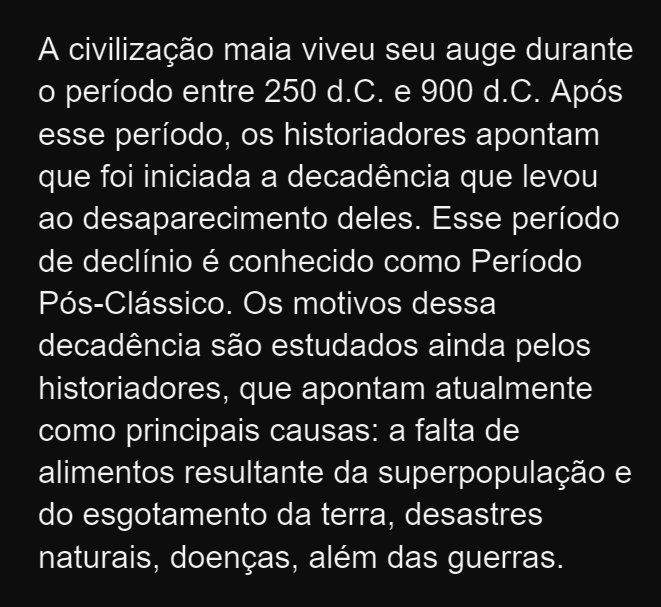 A civilização maia viveu seu auge durante
o período entre 250 d.C. e 900 d.C. Após
esse período, os historiadores apontam
que foi iniciada a decadência que levou
ao desaparecimento deles. Esse período
de declínio é conhecido como Período
Pós-Clássico. Os motivos dessa
decadência são estudados ainda pelos
historiadores, que apontam atualmente
como principais causas: a falta de
alimentos resultante da superpopulação e
do esgotamento da terra, desastres
naturais, doenças, além das guerras.